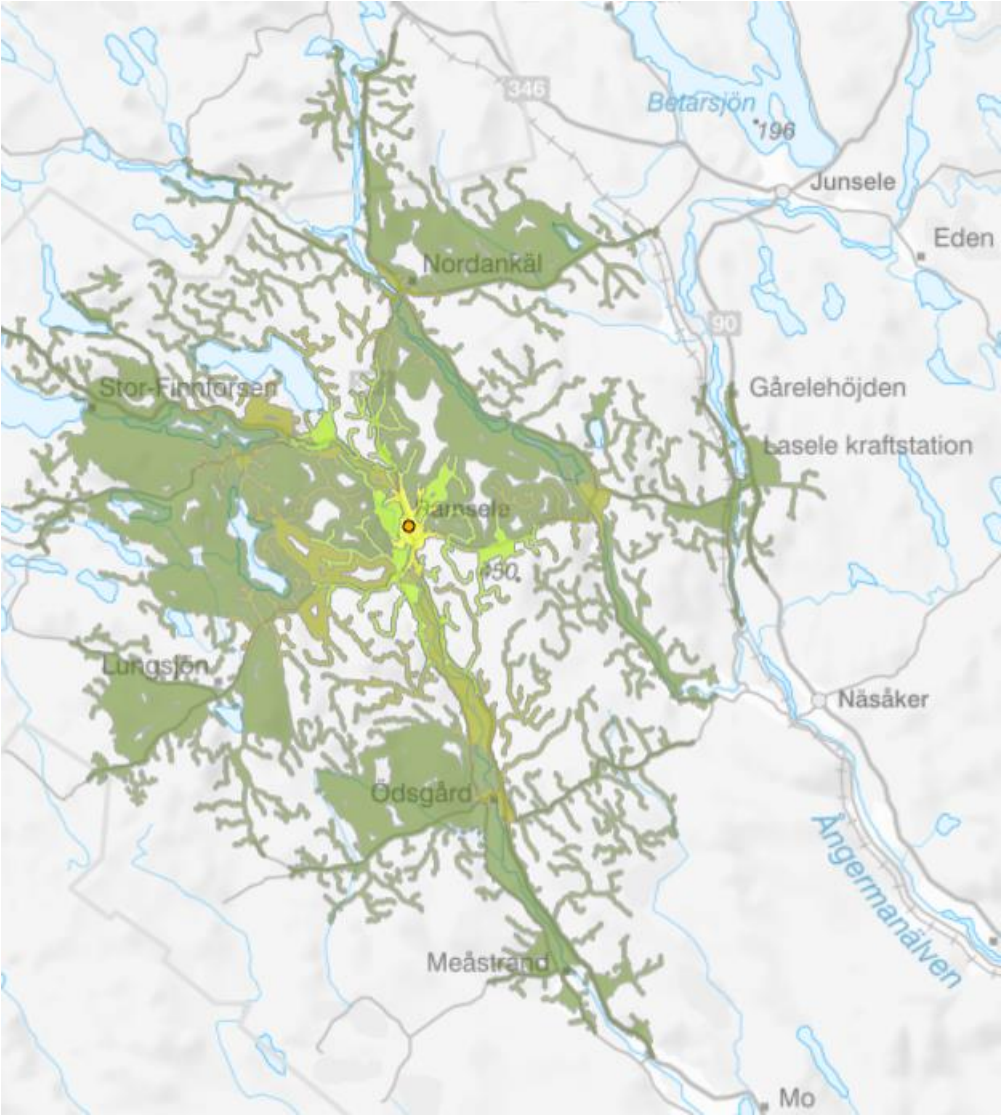 346
Betarsjön
196
Junsele
Eden
Nordankäl
90
Stor-Finnforsen
Gårelehöjden
Lasele kraftstation
Ramsele
450
Lungsjön
Näsåker
Ödsgård
Ångermanälven
Meåstrand
Mo